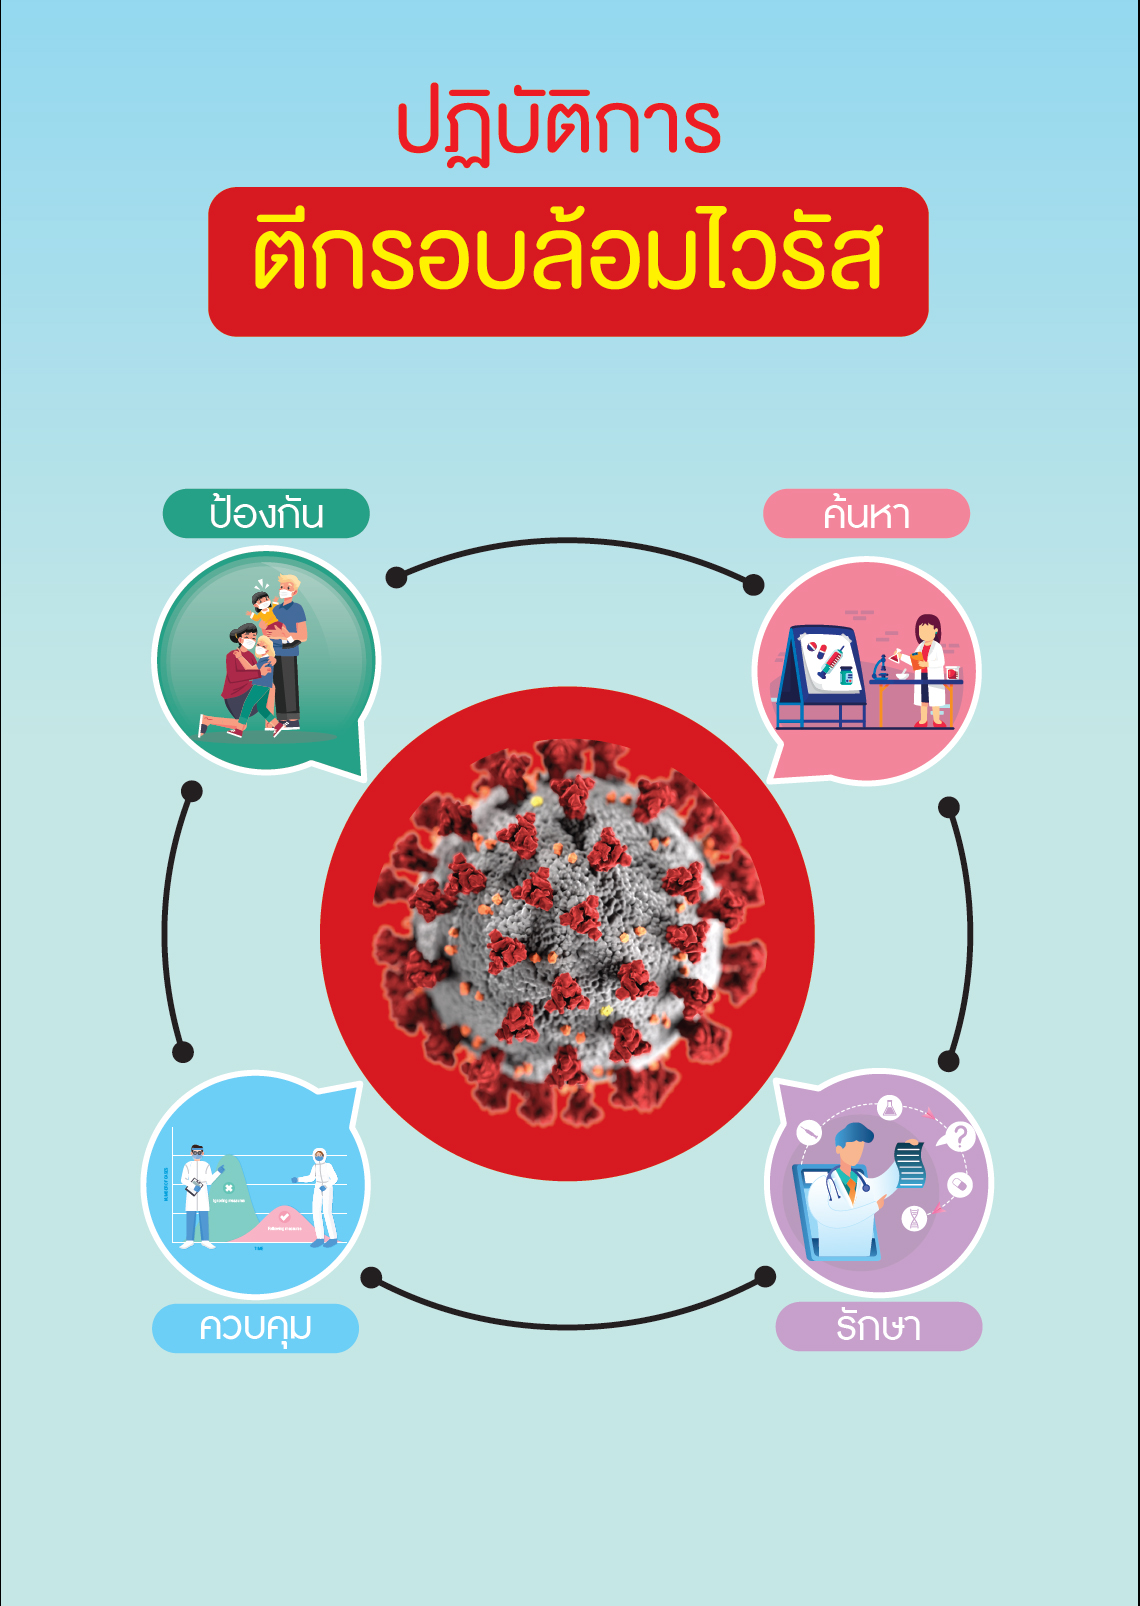 ปฏิบัติการ
ตีกรอบล้อมไวรัส
ป้องกัน
ค้นหา
ควบคุม
รักษา
?